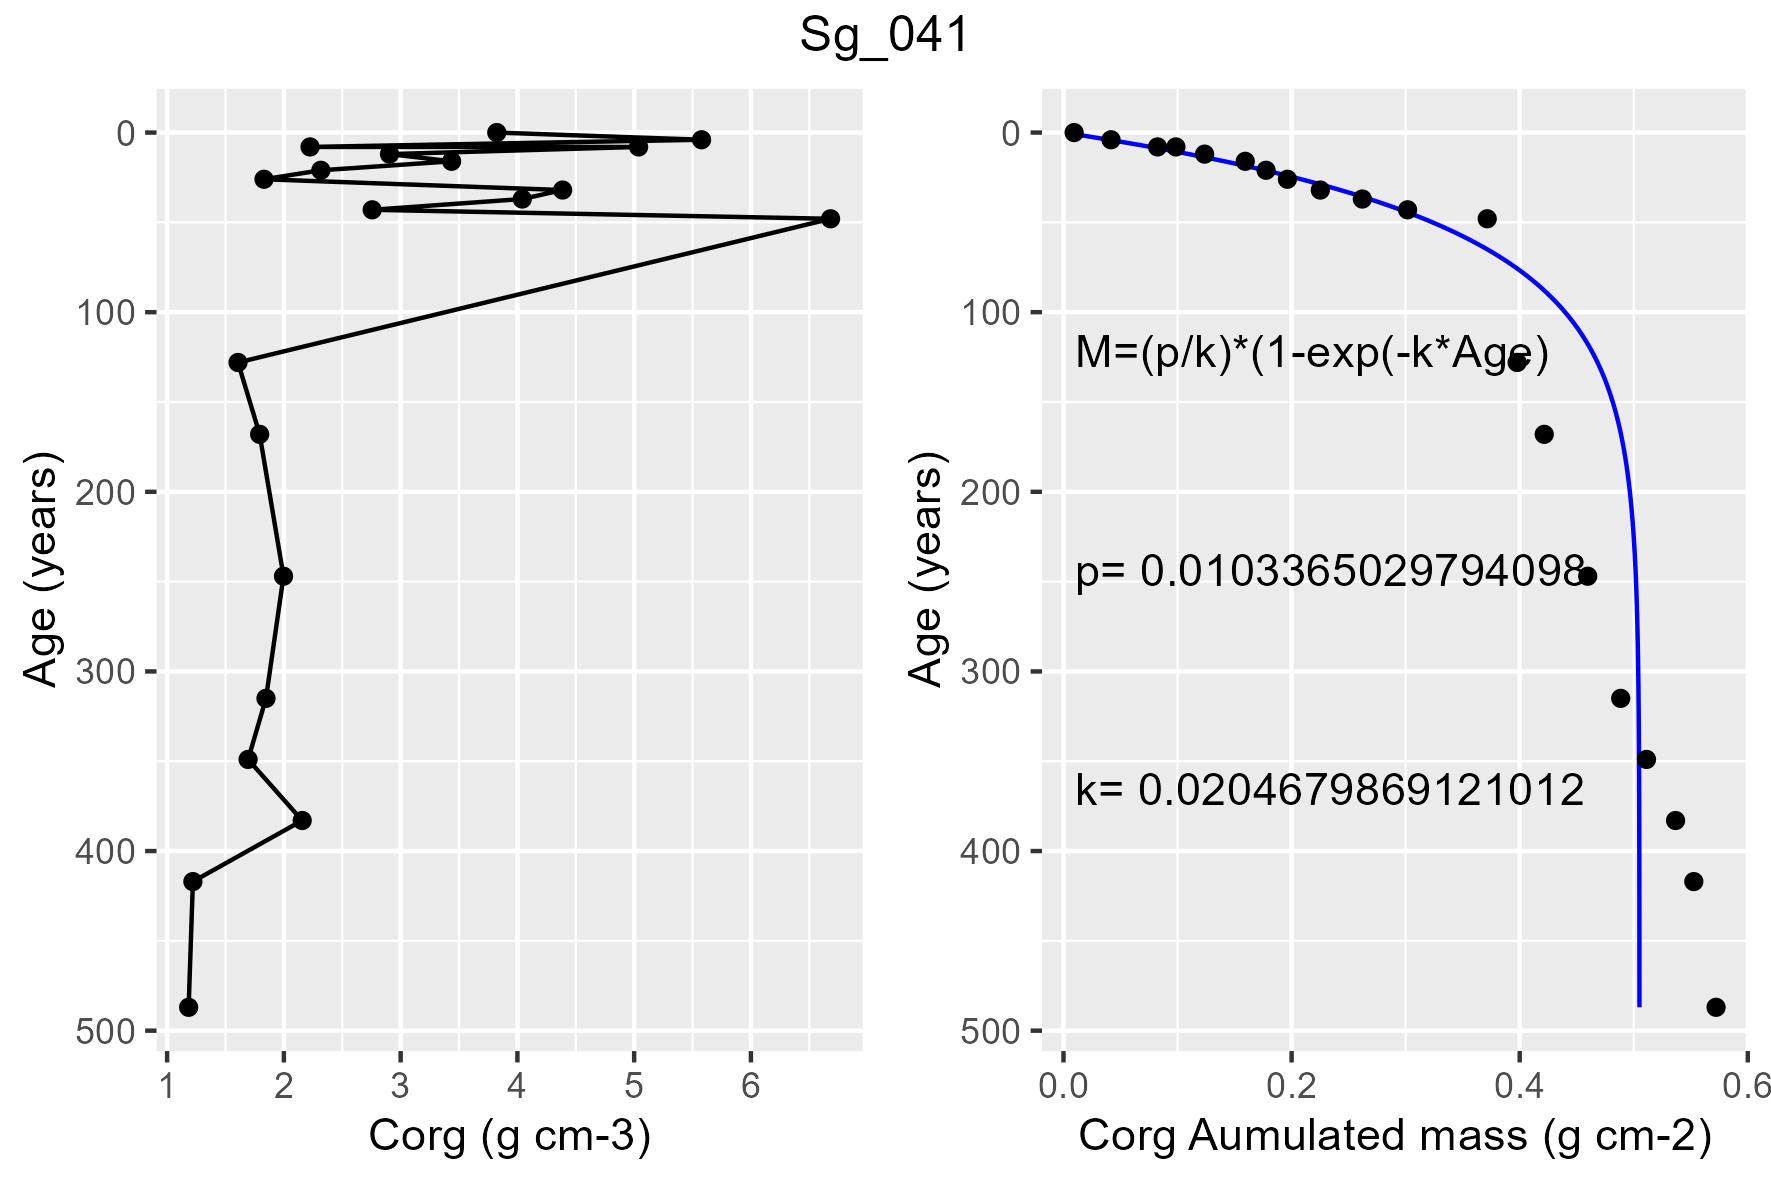 Sg_041
0
100
200
300
400
500
Age (years)
1 2 3 4 5 6
Corg (g cm-3)
0
100
200
300
400
500
Age (years)
M=(p/k)*(1-exp(-k*Age)
p= 0.0103365029794098
k= 0.0204679869121012
0.0 0.2 0.4 0.6
Corg Aumulated mass (g cm-2)